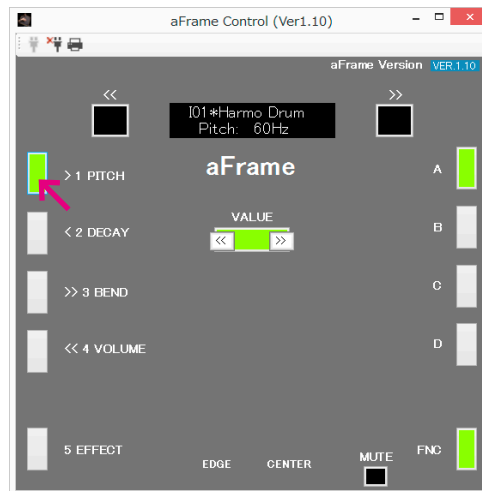 aFrame Control (Ver1.10)
aFrame Version VER.1.10
<< >>
I01*Harmo Drum
Pitch: 60Hz
aFrame
>1 PITCH
A
VALUE
<2 DECAY
B
<< >>
>>3 BEND
C
<<4 VOLUME
D
5 EFFECT
EDGE CENTER
MUTE
FNC